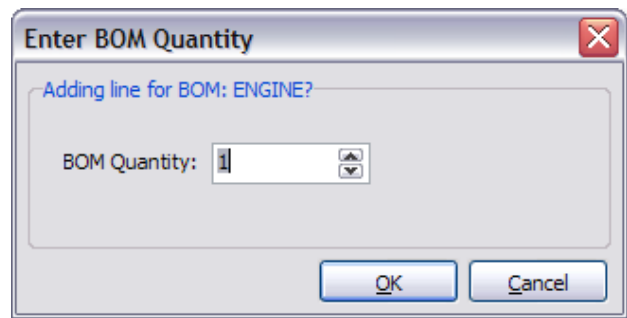 Enter BOM Quantity
Adding line for BOM: ENGINE?
BOM Quantity: 1
OK Cancel